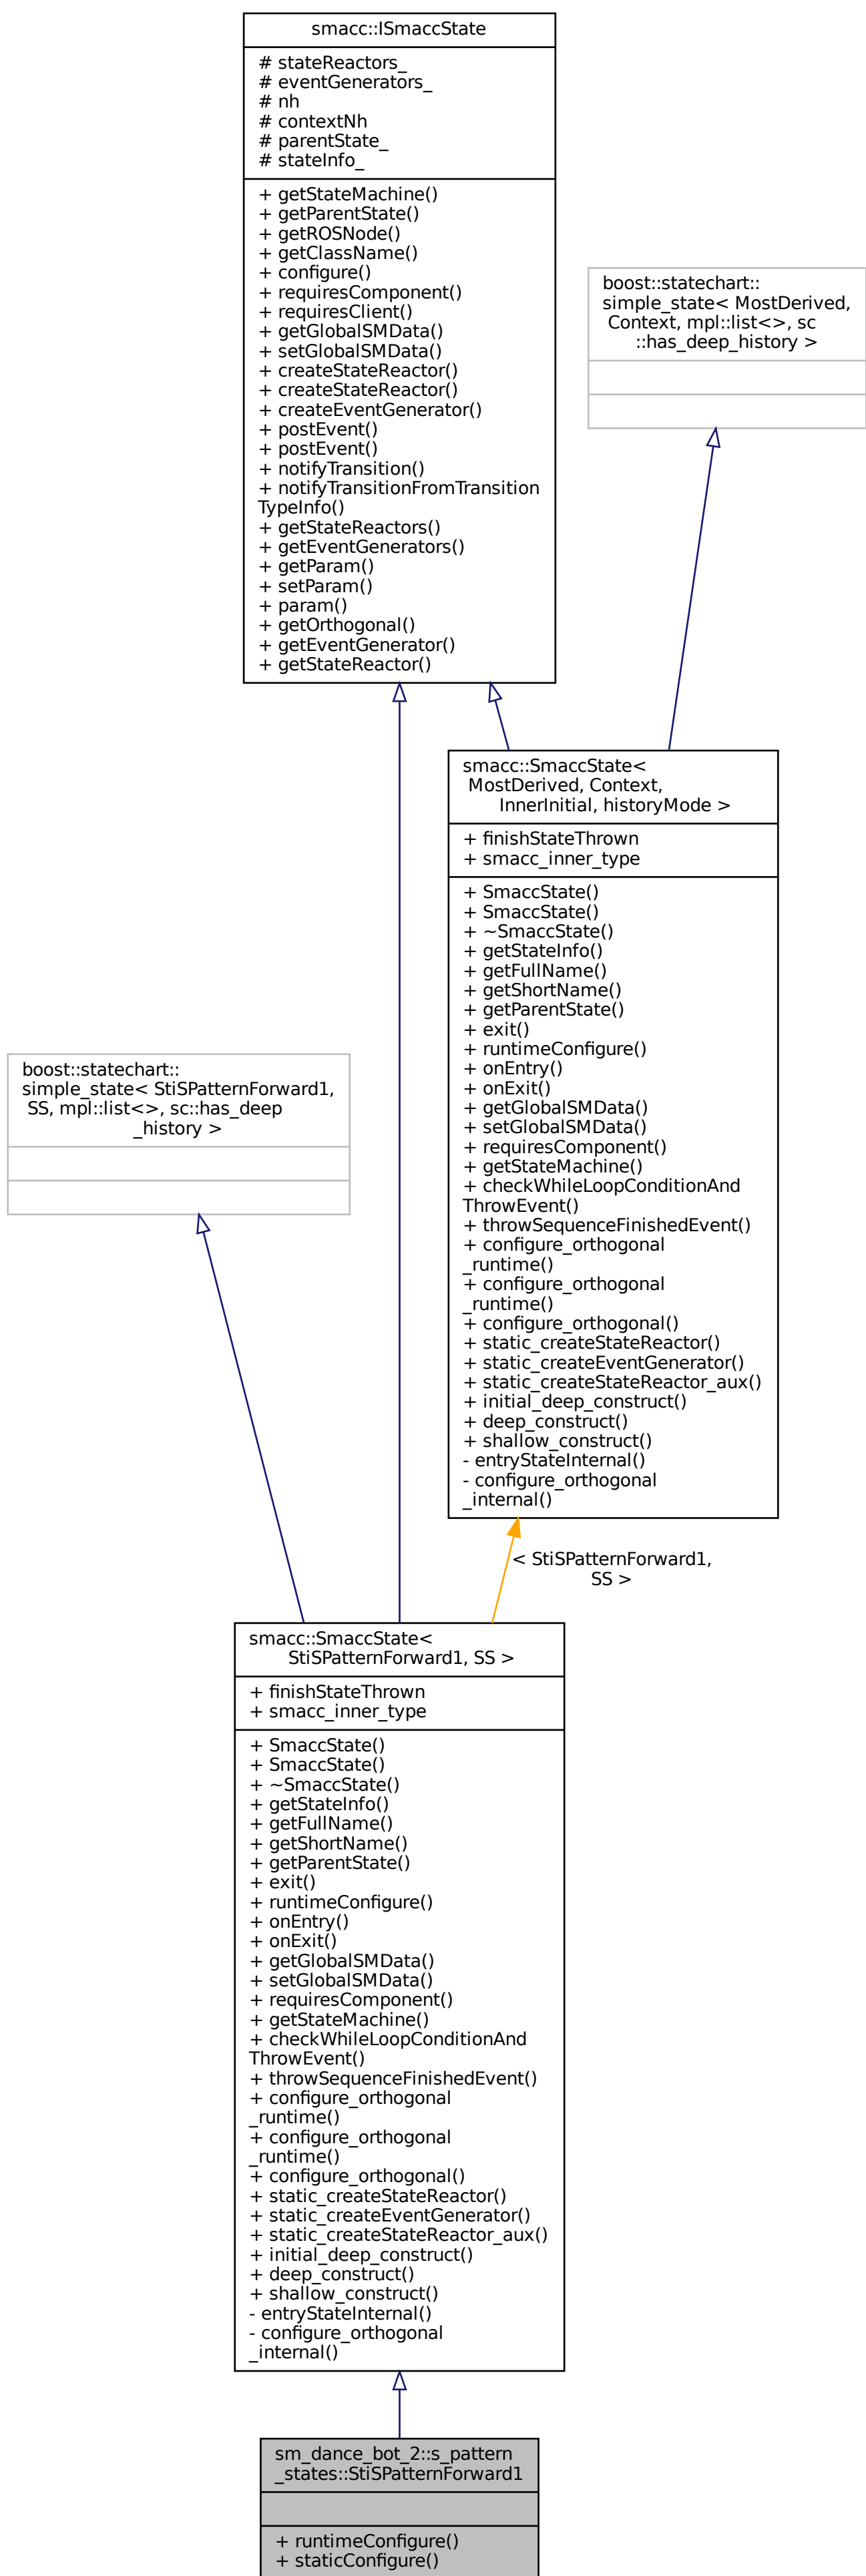 smacc::ISmaccState
# stateReactors_
# eventGenerators_
# nh
# contextNh
# parentState_
# stateInfo_
+ getStateMachine()
+ getParentState()
+ getROSNode()
+ getClassName()
+ configure()
+ requiresComponent()
+ requiresClient()
+ getGlobalSMData()
+ setGlobalSMData()
+ createStateReactor()
+ createStateReactor()
+ createEventGenerator()
+ postEvent()
+ postEvent()
+ notifyTransition()
+ notifyTransitionFromTransition
TypeInfo()
+ getStateReactors()
+ getEventGenerators()
+ getParam()
+ setParam()
+ param()
+ getOrthogonal()
+ getEventGenerator()
+ getStateReactor()
boost::statechart::
simple_state< MostDerived,
Context, mpl::list<>, sc
::has_deep_history >
smacc::SmaccState<
MostDerived, Context,
InnerInitial, historyMode >
+ finishStateThrown
+ smacc_inner_type
+ SmaccState()
+ SmaccState()
+ ~SmaccState()
+ getStateInfo()
+ getFullName()
+ getShortName()
+ getParentState()
+ exit()
+ runtimeConfigure()
+ onEntry()
+ onExit()
+ getGlobalSMData()
+ setGlobalSMData()
+ requiresComponent()
+ getStateMachine()
+ checkWhileLoopConditionAnd
ThrowEvent()
+ throwSequenceFinishedEvent()
+ configure_orthogonal
_runtime()
+ configure_orthogonal
_runtime()
+ configure_orthogonal()
+ static_createStateReactor()
+ static_createEventGenerator()
+ static_createStateReactor_aux()
+ initial_deep_construct()
+ deep_construct()
+ shallow_construct()
- entryStateInternal()
- configure_orthogonal
_internal()
boost::statechart::
simple_state< StiSPatternForward1,
SS, mpl::list<>, sc::has_deep
_history >
< StiSPatternForward1,
SS >
smacc::SmaccState<
StiSPatternForward1, SS >
+ finishStateThrown
+ smacc_inner_type
+ SmaccState()
+ SmaccState()
+ ~SmaccState()
+ getStateInfo()
+ getFullName()
+ getShortName()
+ getParentState()
+ exit()
+ runtimeConfigure()
+ onEntry()
+ onExit()
+ getGlobalSMData()
+ setGlobalSMData()
+ requiresComponent()
+ getStateMachine()
+ checkWhileLoopConditionAnd
ThrowEvent()
+ throwSequenceFinishedEvent()
+ configure_orthogonal
_runtime()
+ configure_orthogonal
_runtime()
+ configure_orthogonal()
+ static_createStateReactor()
+ static_createEventGenerator()
+ static_createStateReactor_aux()
+ initial_deep_construct()
+ deep_construct()
+ shallow_construct()
- entryStateInternal()
- configure_orthogonal
_internal()
sm_dance_bot_2::s_pattern
_states::StiSPatternForward1
+ runtimeConfigure()
+ staticConfigure()